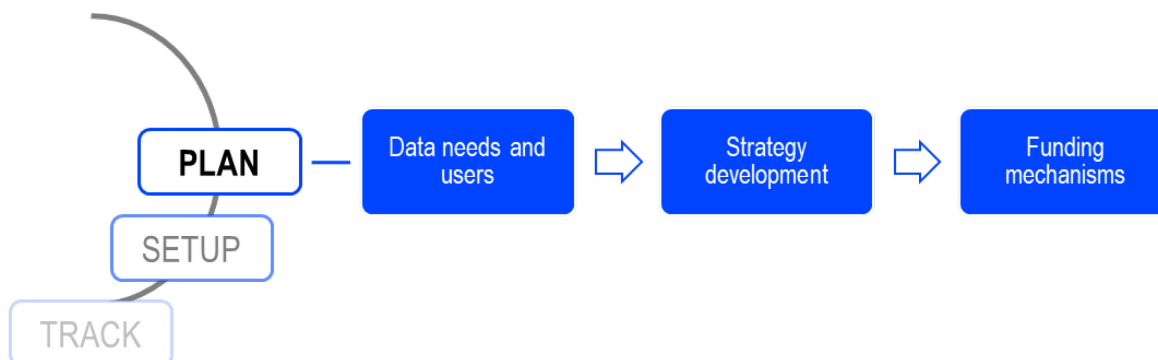 PLAN
Data needs and
users
Strategy
development
Funding
mechanisms
SETUP
TRACK